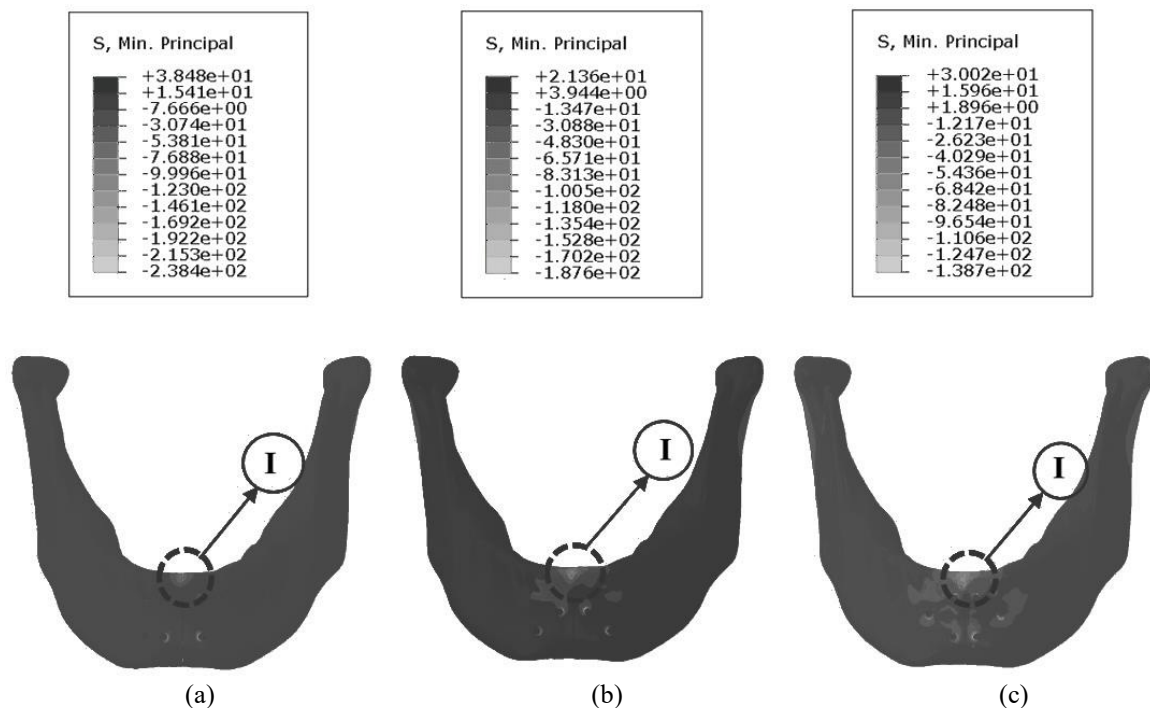 S, Min. Principal
+3.848e+01
+1.541e+01
-7.666e+00
-3.074e+01
-5.381e+01
-7.688e+01
-9.996e+01
-1.230e+02
-1.461e+02
-1.692e+02
-1.922e+02
-2.153e+02
-2.384e+02
S, Min. Principal
+2.136e+01
+3.944e+00
-1.347e+01
-3.088e+01
-4.830e+01
-6.571e+01
-8.313e+01
-1.005e+02
-1.180e+02
-1.354e+02
-1.528e+02
-1.702e+02
-1.876e+02
S, Min. Principal
+3.002e+01
+1.596e+01
+1.896e+00
-1.217e+01
-2.623e+01
-4.029e+01
-5.436e+01
-6.842e+01
-8.248e+01
-9.654e+01
-1.106e+02
-1.247e+02
-1.387e+02
I
I
I
(a)
(b)
(c)